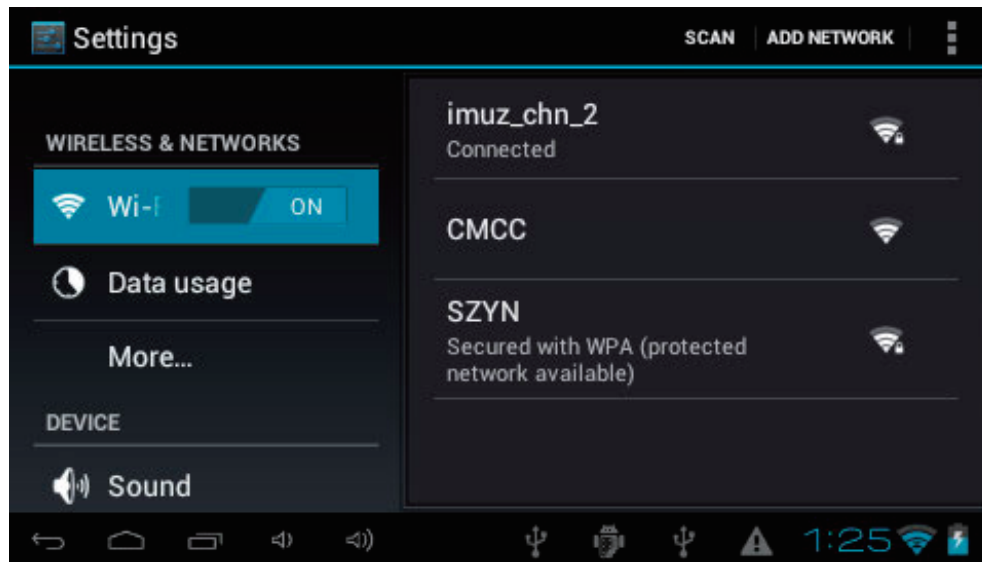 Settings
SCAN
ADD NETWORK
WIRELESS & NETWORKS
Wi-F
ON
Data usage
More...
DEVICE
Sound
imuz_chn_2
Connected
CMCC
SZYN
Secured with WPA (protected
network available)
1:25